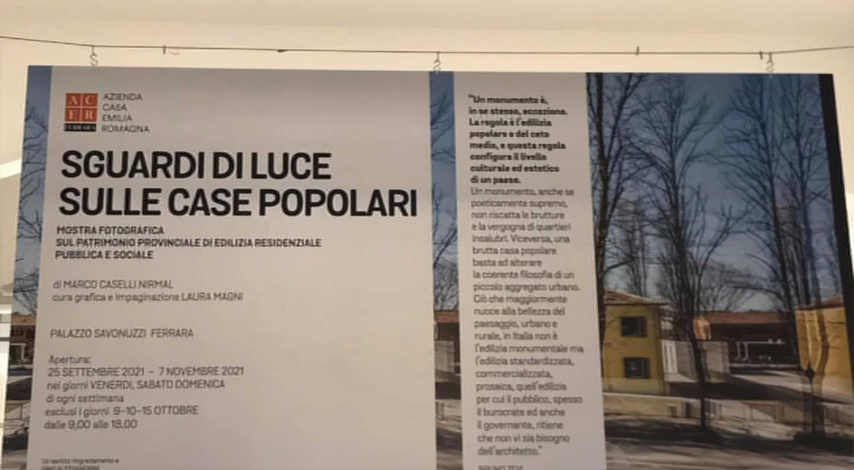 ACER
FERRARA
AZIENDA
CASA
EMILIA
ROMAGNA
SGUARDI DI LUCE
SULLE CASE POPOLARI
MOSTRA FOTOGRAFICA
SUL PATRIMONIO PROVINCIALE DI EDILIZIA RESIDENZIALE
PUBBLICA E SOCIALE
di MARCO CASELLI NIRMAL
cura grafica e impaginazione LAURA MAGNI
PALAZZO SAVONUZZI FERRARA
Apertura:
25 SETTEMBRE 2021 - 7 NOVEMBRE 2021
nei giorni VENERDI, SABATO DOMENICA
di ogni settimana
esclusi i giorni 9-10-15 OTTOBRE
dalle 9,00 alle 18,00
Un sentito ringraziamento a
"Un monumento è,
in se stesso, eccezione.
La regola è l'edilizia
popolare e del ceto
medio, e questa regola
configura il livello
culturale ed estetico
di un paese.
Un monumento, anche se
poeticamente supremo,
non riscatta le brutture
e la vergogna di quartieri
insalubri. Viceversa, una
brutta casa popolare
basta ad alterare
la coerente filosofia di un
piccolo aggregato urbano.
Ciò che maggiormente
nuoce alla bellezza del
paesaggio, urbano e
rurale, in Italia non è
l'edilizia monumentale ma
l'edilizia standardizzata,
commercializzata,
prosaica, quell'edilizia
per cui il pubblico, spesso
il burocrate ed anche
il governante, ritiene
che non vi sia bisogno
dell'architetto."
BRUNO ZEVI